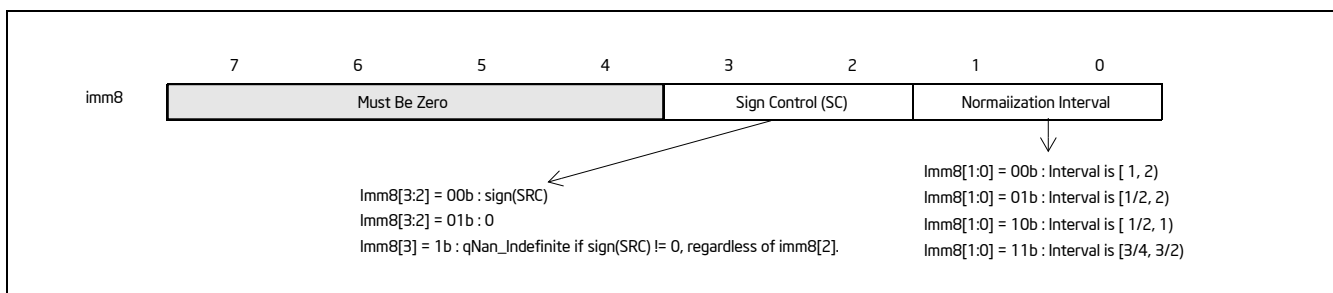 7 6 5 4 3 2 1 0
imm8 Must Be Zero Sign Control (SC) Normaiization Interval
Imm8[3:2] = 00b : sign(SRC)
Imm8[3:2] = 01b : 0
Imm8[3] = 1b : qNan_Indefinite if sign(SRC) != 0, regardless of imm8[2].
Imm8[1:0] = 00b : Interval is [ 1, 2)
Imm8[1:0] = 01b : Interval is [1/2, 2)
Imm8[1:0] = 10b : Interval is [ 1/2, 1)
Imm8[1:0] = 11b : Interval is [3/4, 3/2)